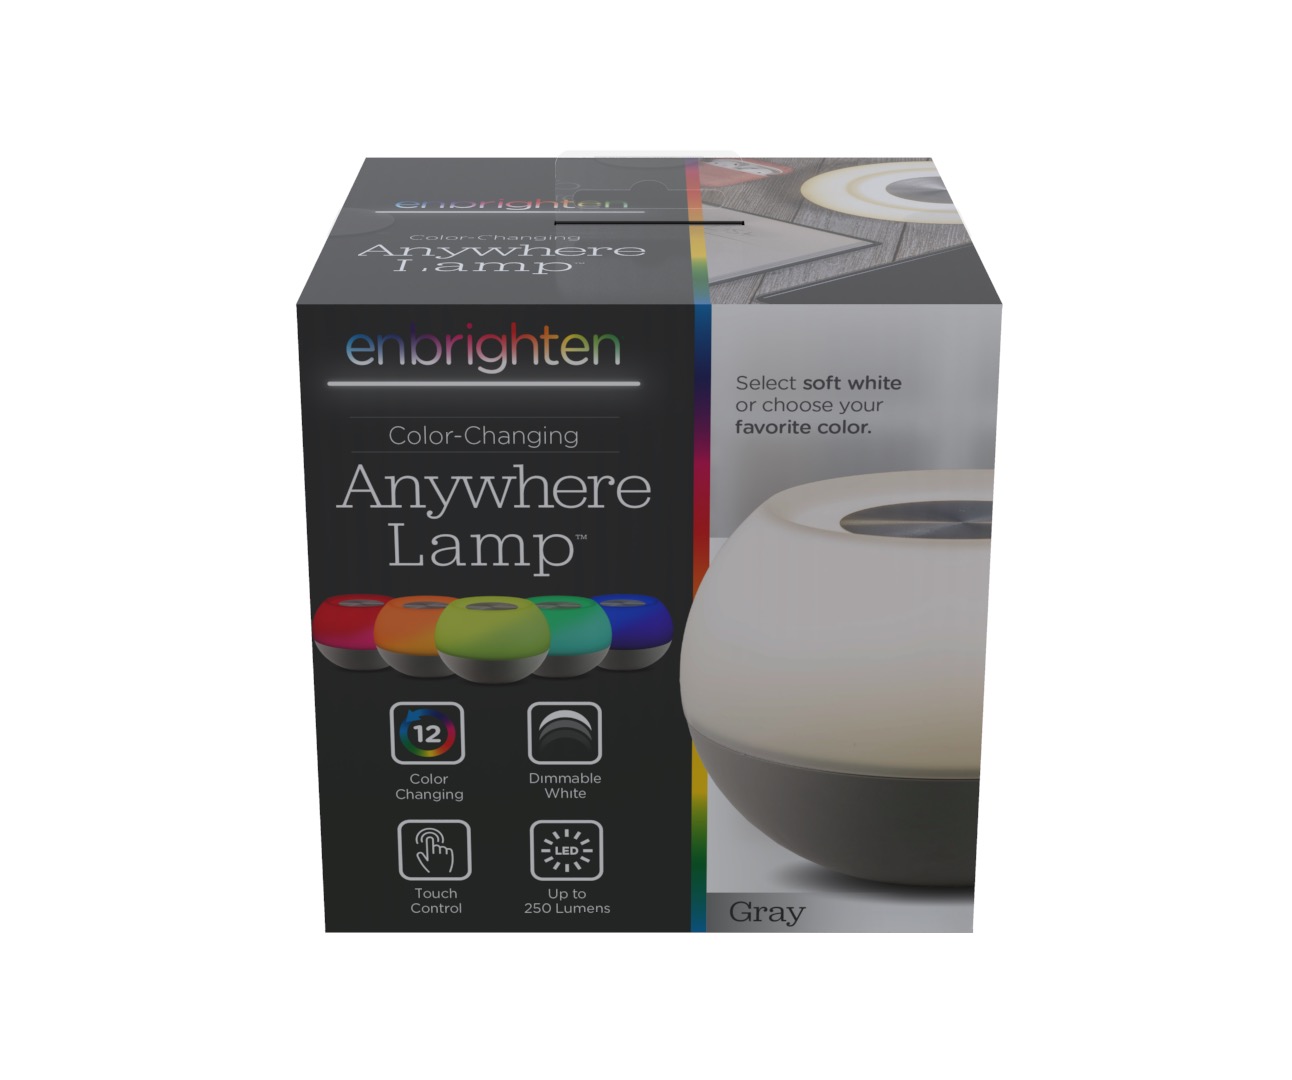 enbrighten
Color-Changing
Anywhere
Lamp
enbrighten
Color-Changing
Anywhere
Lamp™
12
Color
Changing
Dimmable
White
Touch
Control
LED
Up to
250 Lumens
Select soft white
or choose your
favorite color.
Gray